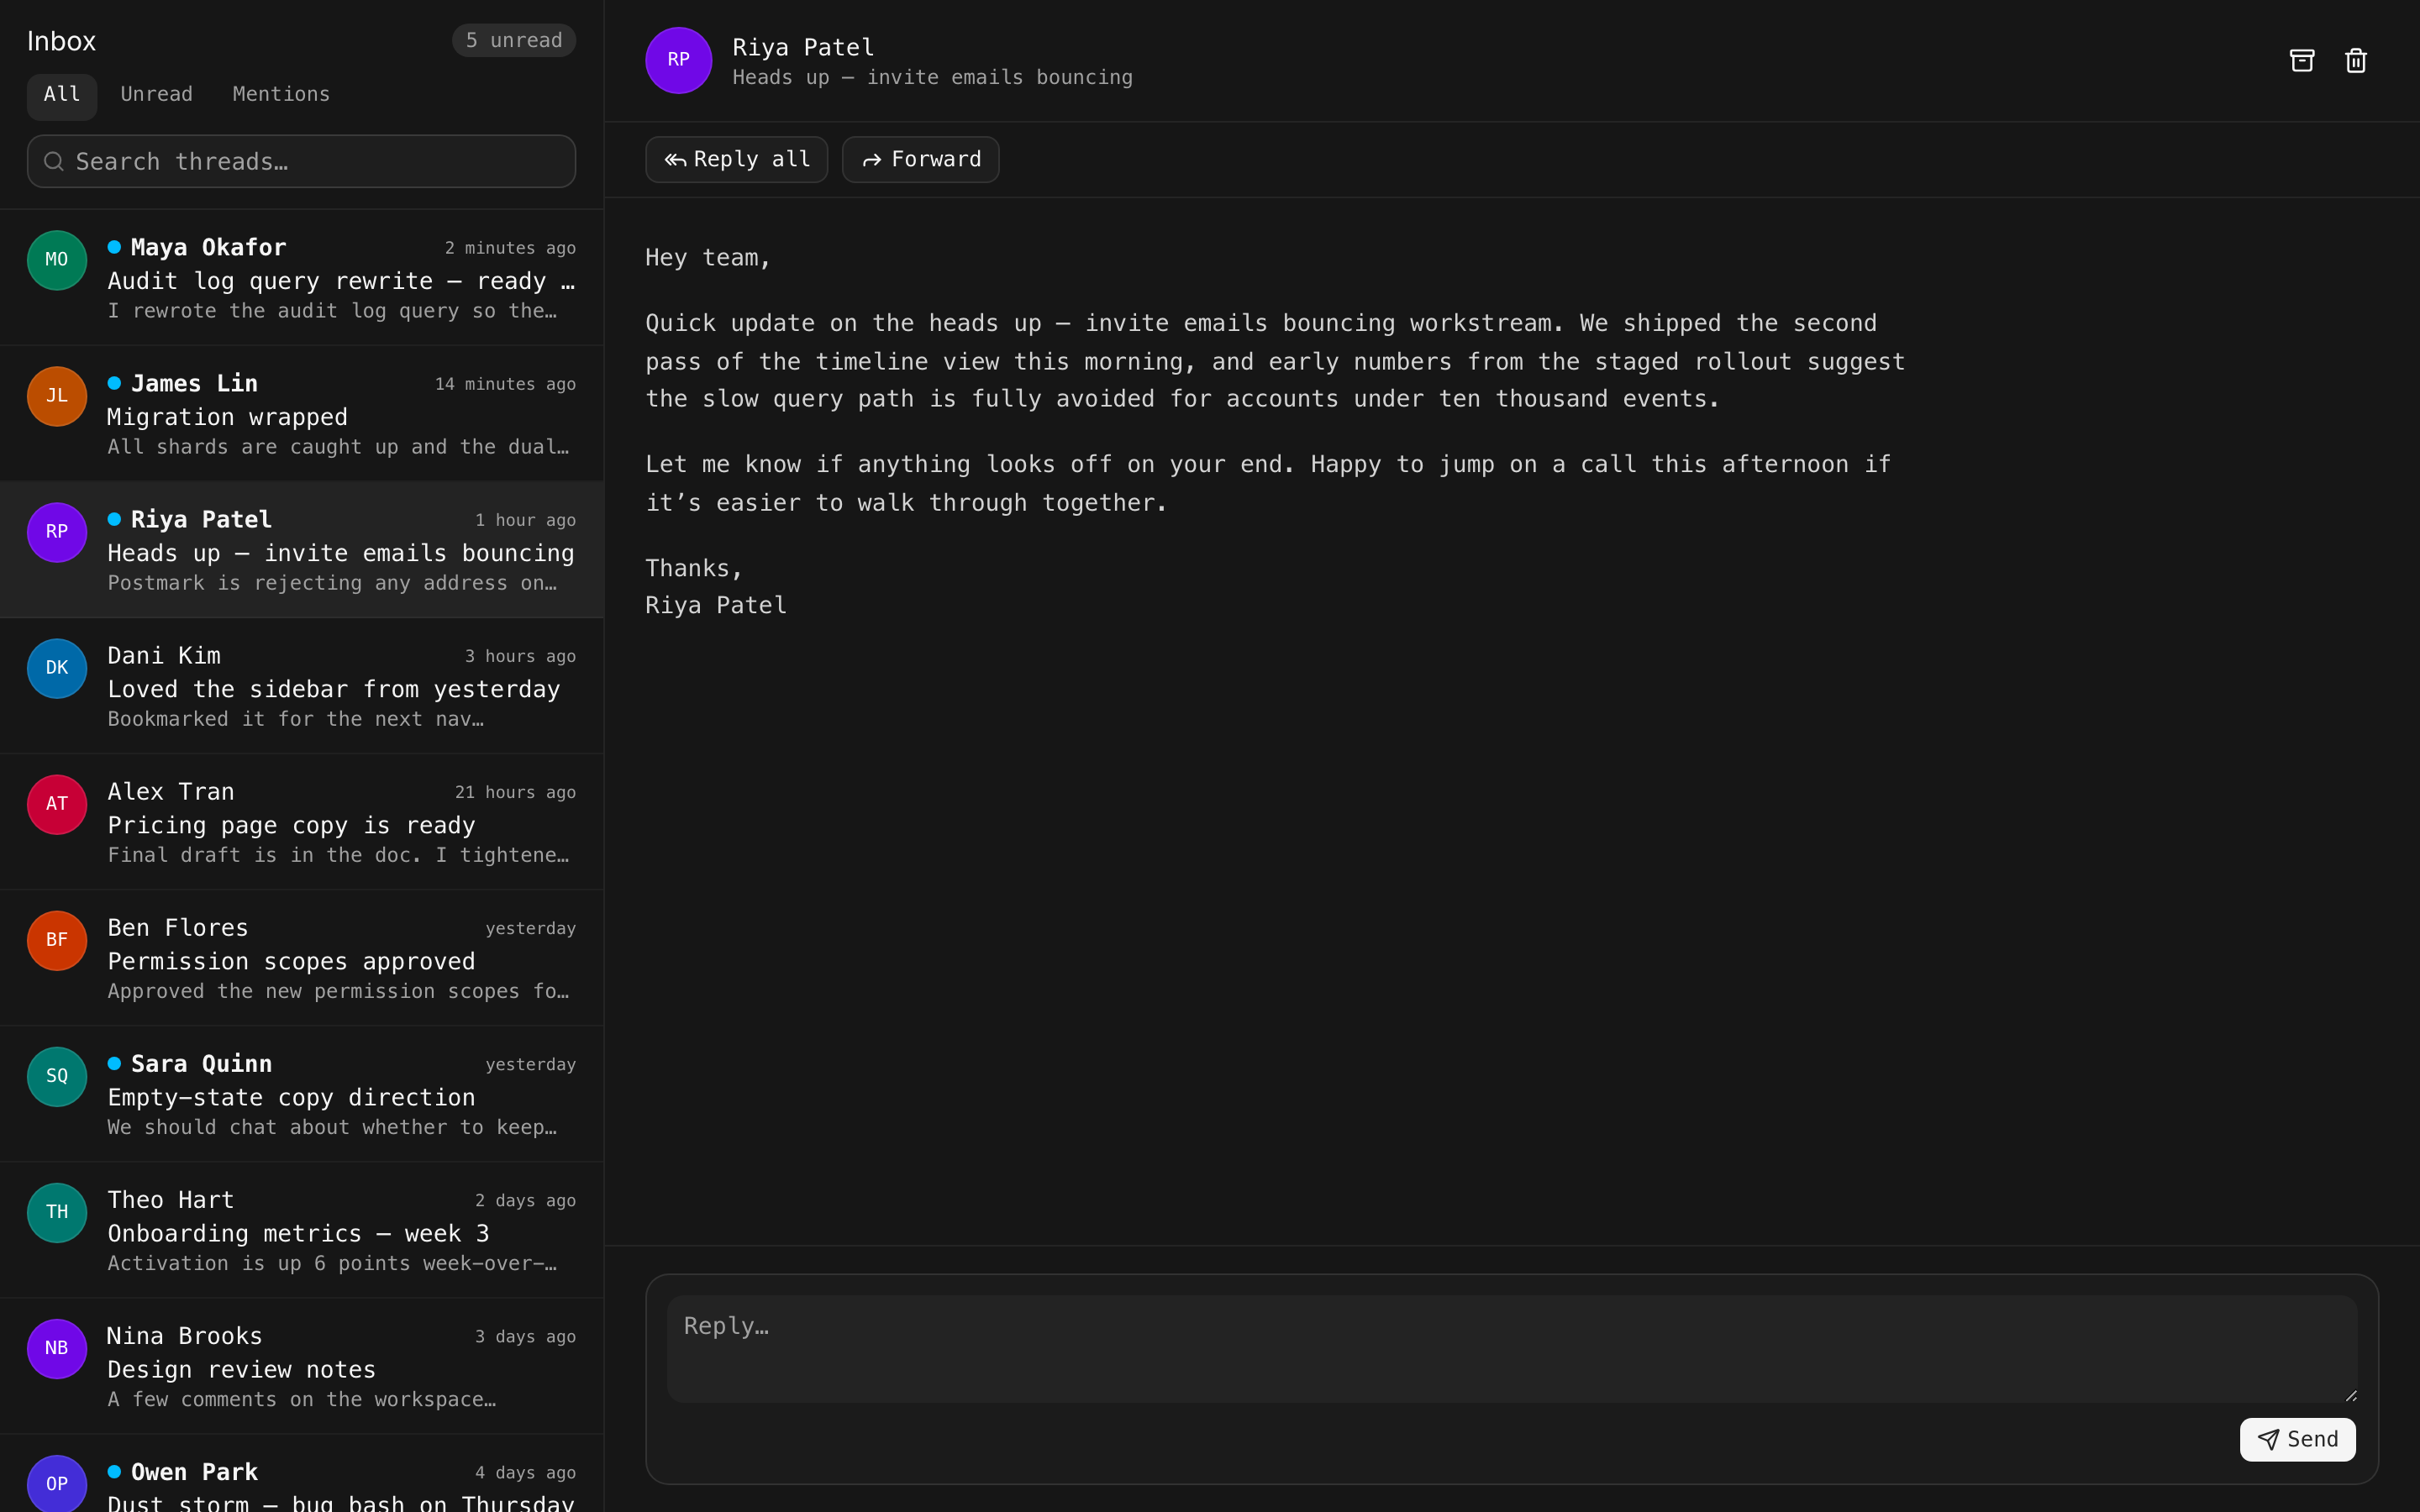 Inbox
5 unread
All
Unread
Mentions
Search threads…
MO
Maya Okafor
2 minutes ago
Audit log query rewrite — ready …
I rewrote the audit log query so the…
JL
James Lin
14 minutes ago
Migration wrapped
All shards are caught up and the dual…
RP
Riya Patel
1 hour ago
Heads up — invite emails bouncing
Postmark is rejecting any address on…
DK
Dani Kim
3 hours ago
Loved the sidebar from yesterday
Bookmarked it for the next nav…
AT
Alex Tran
21 hours ago
Pricing page copy is ready
Final draft is in the doc. I tightene…
BF
Ben Flores
yesterday
Permission scopes approved
Approved the new permission scopes fo…
SQ
Sara Quinn
yesterday
Empty-state copy direction
We should chat about whether to keep…
TH
Theo Hart
2 days ago
Onboarding metrics — week 3
Activation is up 6 points week-over-…
NB
Nina Brooks
3 days ago
Design review notes
A few comments on the workspace…
OP
Owen Park
4 days ago
Dust storm — bug bash on Thursday
RP
Riya Patel
Heads up — invite emails bouncing
Reply all
Forward
Hey team,
Quick update on the heads up — invite emails bouncing workstream. We shipped the second
pass of the timeline view this morning, and early numbers from the staged rollout suggest
the slow query path is fully avoided for accounts under ten thousand events.
Let me know if anything looks off on your end. Happy to jump on a call this afternoon if
it’s easier to walk through together.
Thanks,
Riya Patel
Reply…
Send